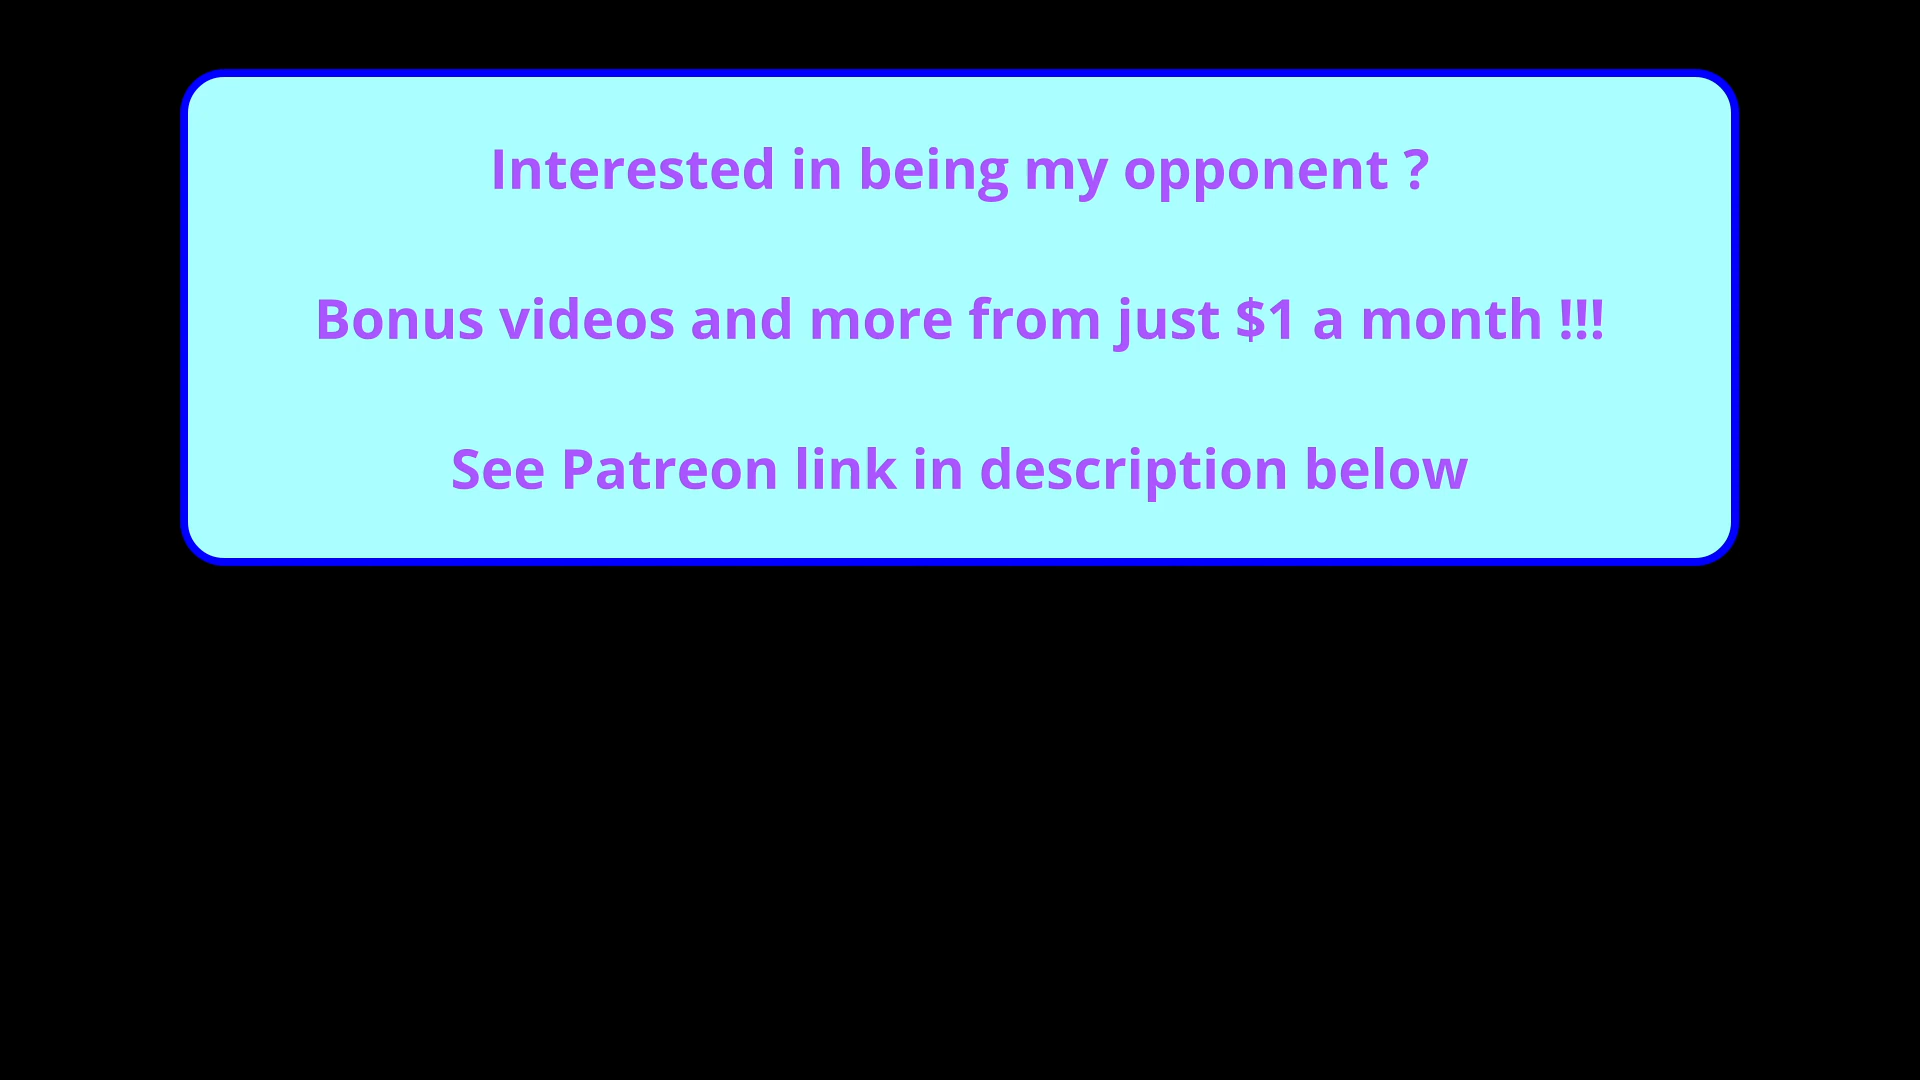 Interested in being my opponent ?
Bonus videos and more from just $1 a month !!!
See Patreon link in description below